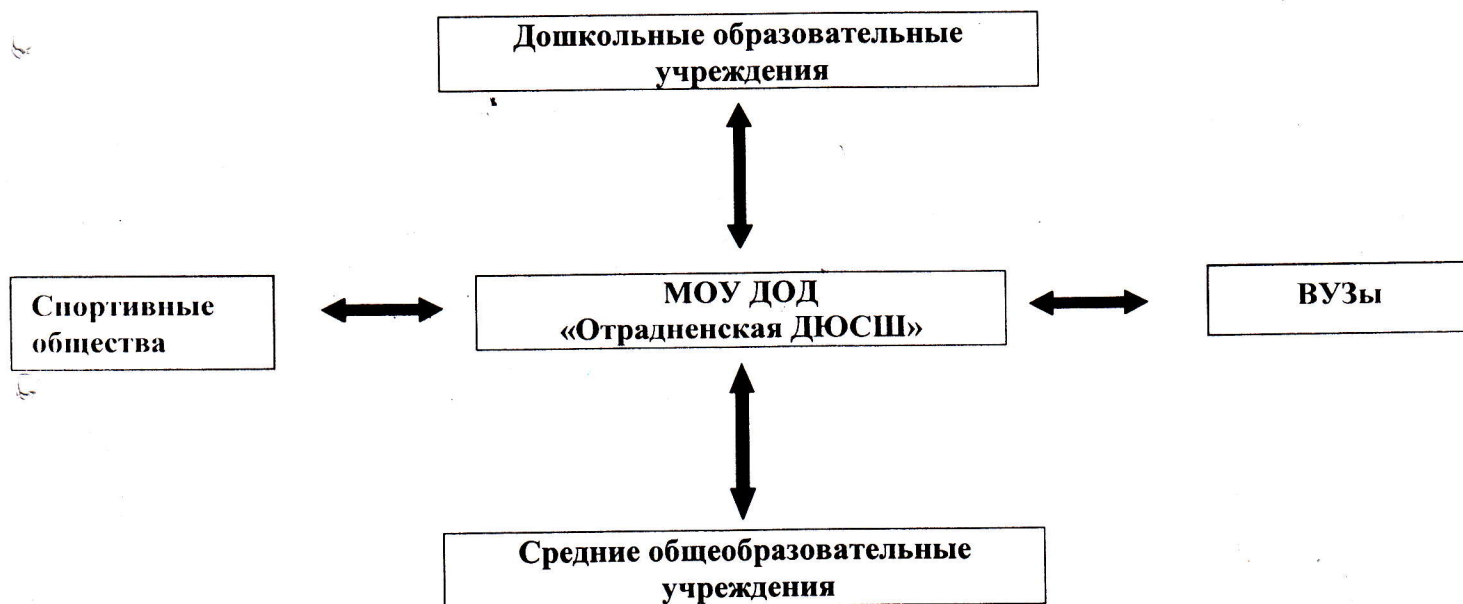 Дошкольные образовательные
учреждения
Спортивные
общества
МОУ ДОД
«Отрадненская ДЮСШ»
ВУЗы
Средние общеобразовательные
учреждения